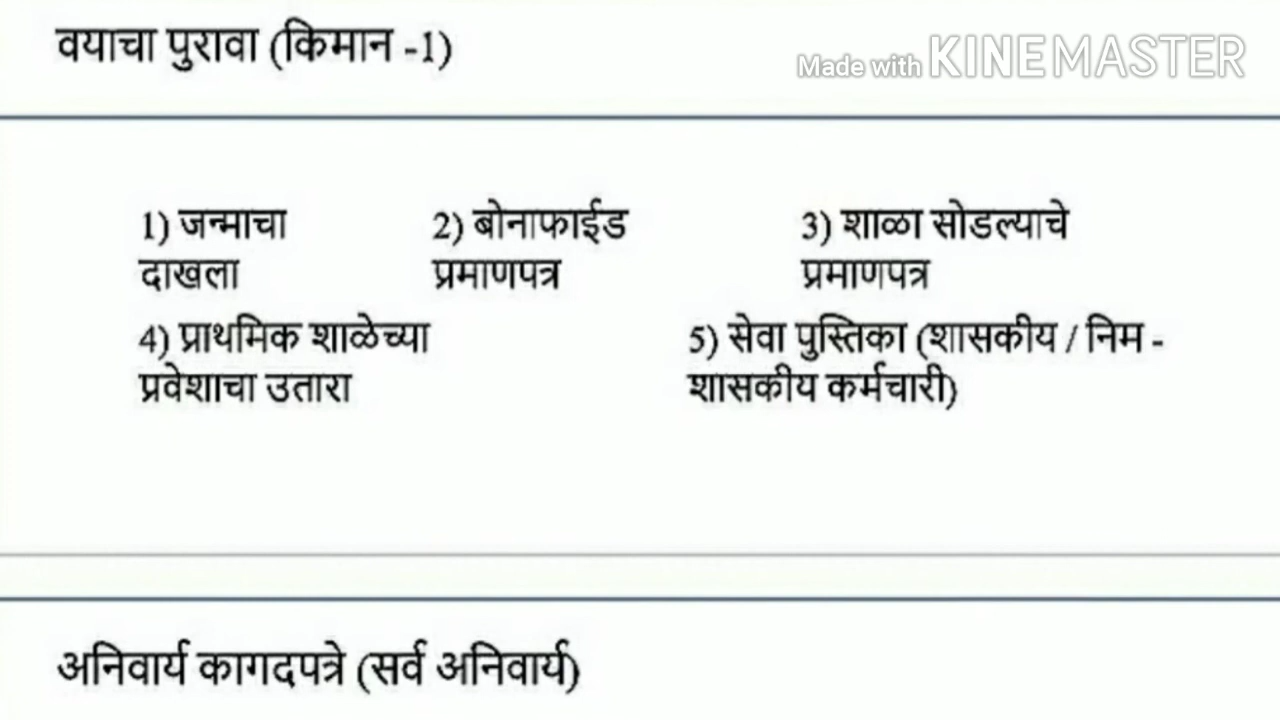 वयाचा पुरावा (किमान -1)
Made with KINEMASTER
1) जन्माचा
दाखला
2) बोनाफाईड
प्रमाणपत्र
3) शाळा सोडल्याचे
प्रमाणपत्र
4) प्राथमिक शाळेच्या
प्रवेशाचा उतारा
5) सेवा पुस्तिका (शासकीय / निम -
शासकीय कर्मचारी)
अनिवार्य कागदपत्रे (सर्व अनिवार्य)